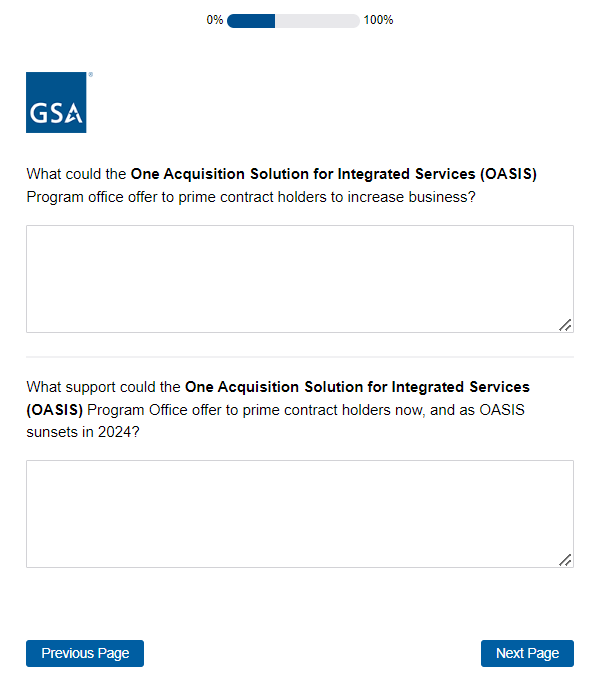 0% 100%
GSA
What could the One Acquisition Solution for Integrated Services (OASIS)
Program office offer to prime contract holders to increase business?
What support could the One Acquisition Solution for Integrated Services
(OASIS) Program Office offer to prime contract holders now, and as OASIS
sunsets in 2024?
Previous Page Next Page